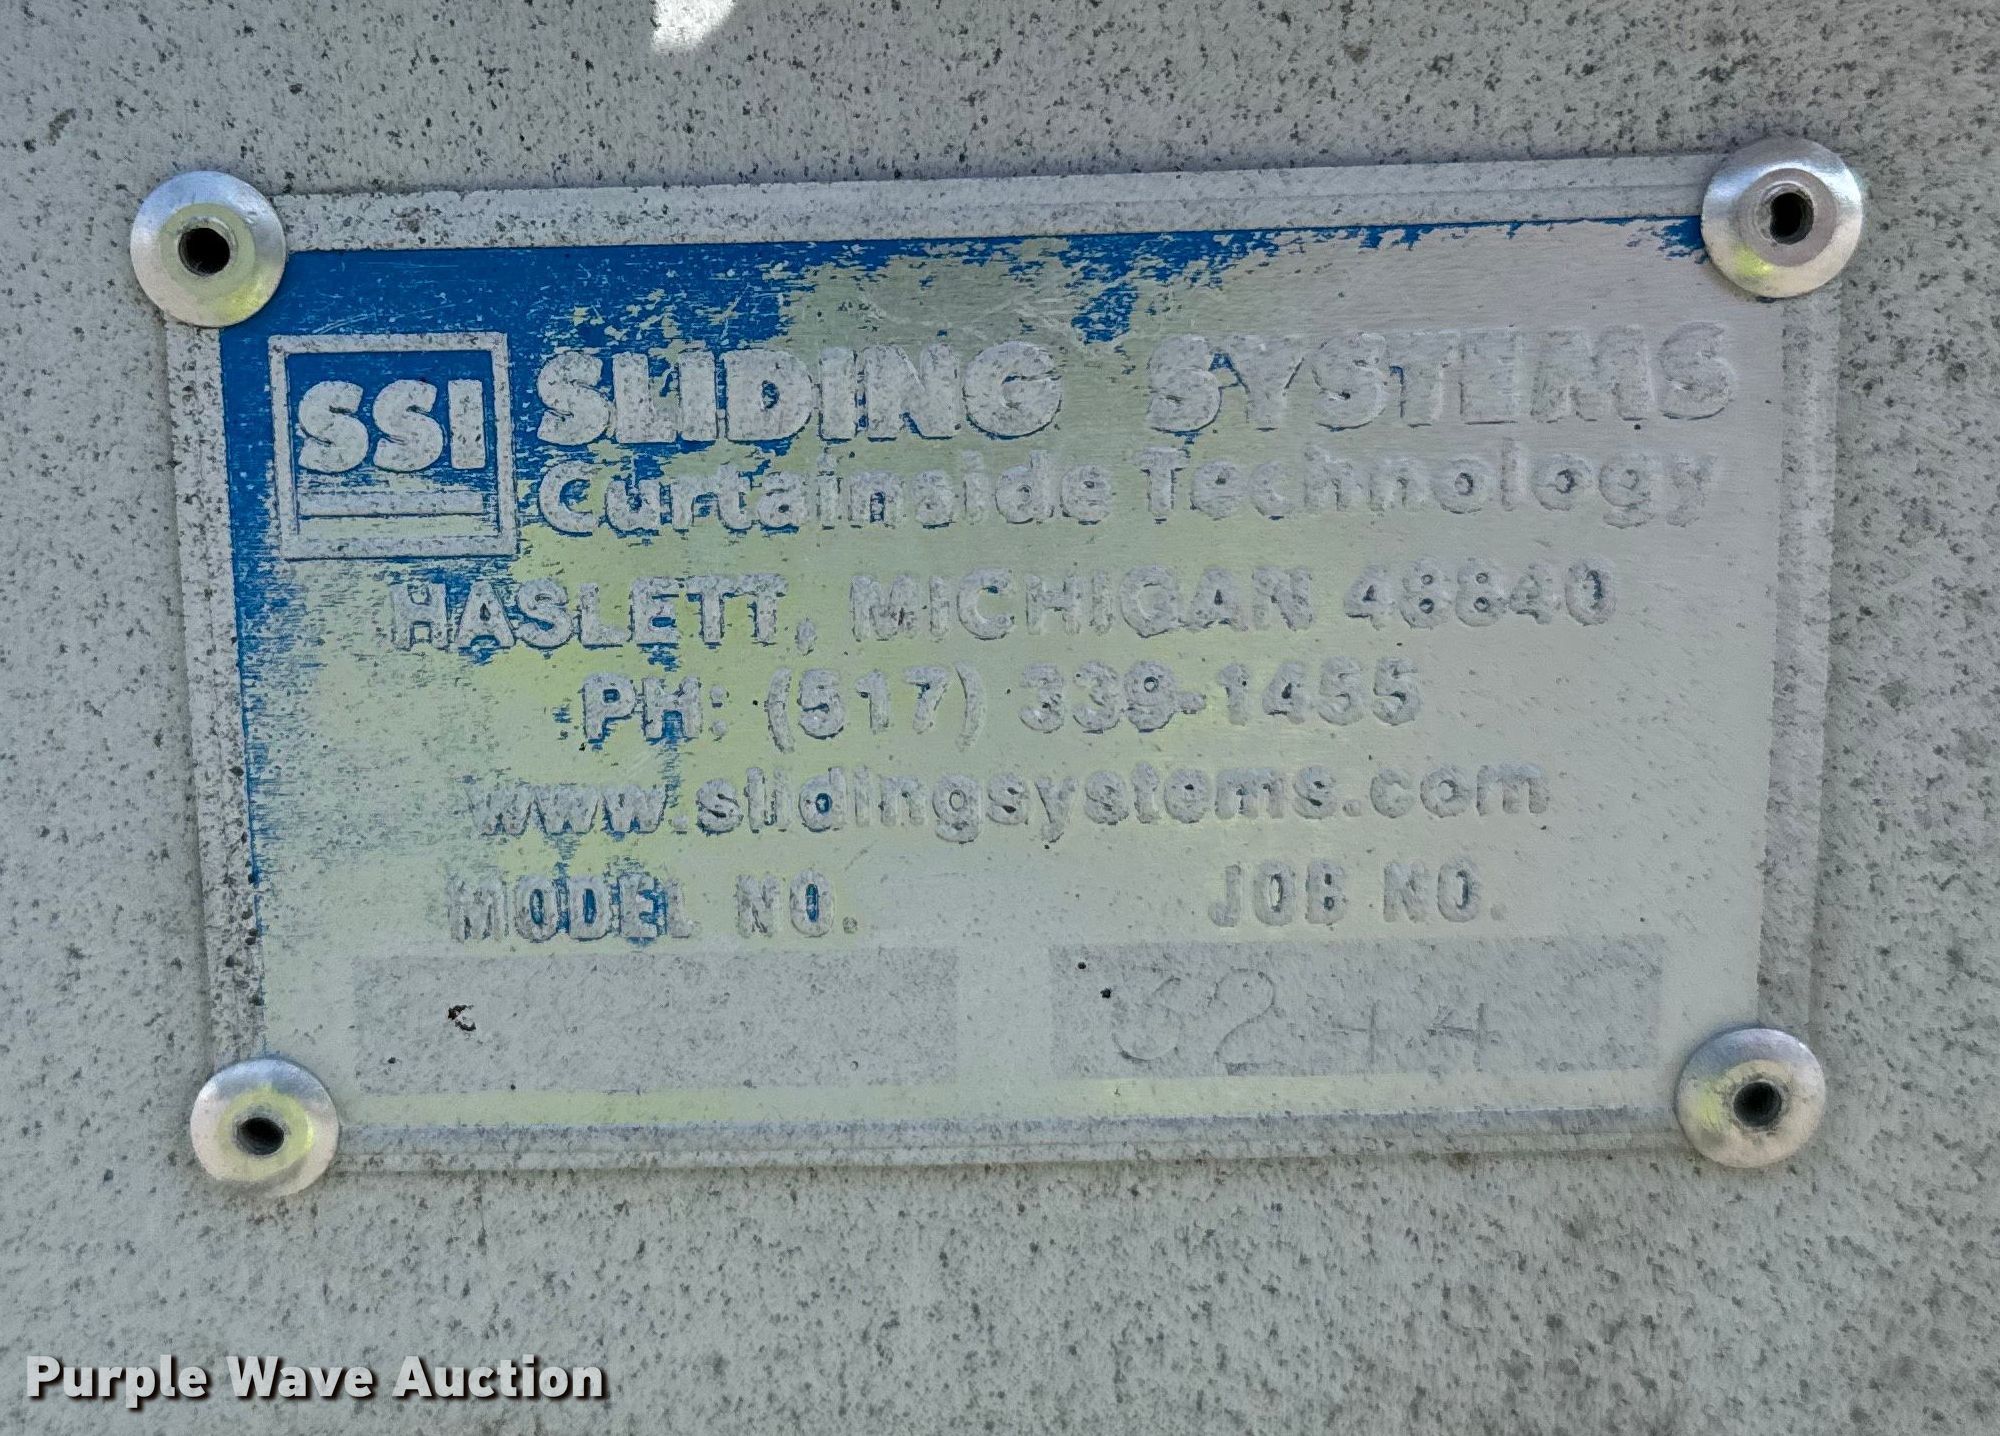 SSI
SLIDING SYSTEMS
Curtainside Technology
HASLETT, MICHIGAN 48840
PH: (517) 339-1455
www.slidingsystems.com
MODEL NO. JOB NO.
Purple Wave Auction